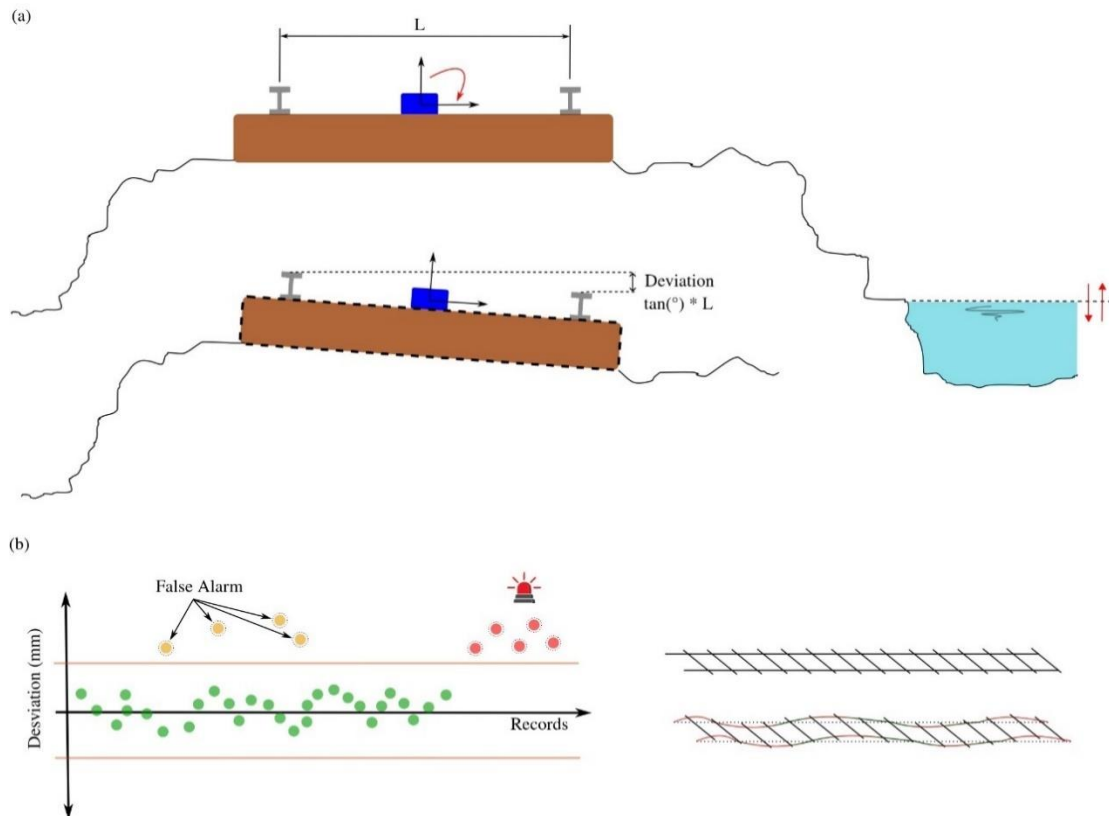 (a)
L
Deviation
tan(°) * L
(b)
False Alarm
Desviation (mm)
Records